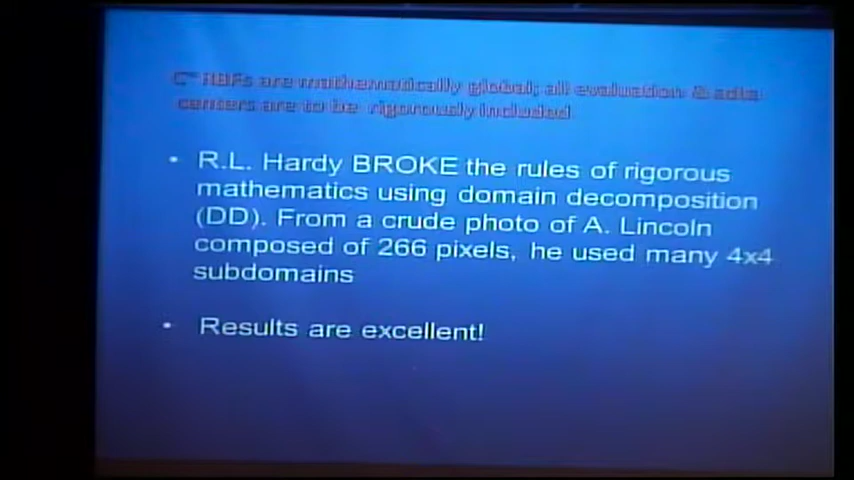 C∞ RBFs are mathematically global; all evaluation & data
centers are to be rigorously included
• R.L. Hardy BROKE the rules of rigorous
mathematics using domain decomposition
(DD). From a crude photo of A. Lincoln
composed of 266 pixels, he used many 4x4
subdomains
• Results are excellent!